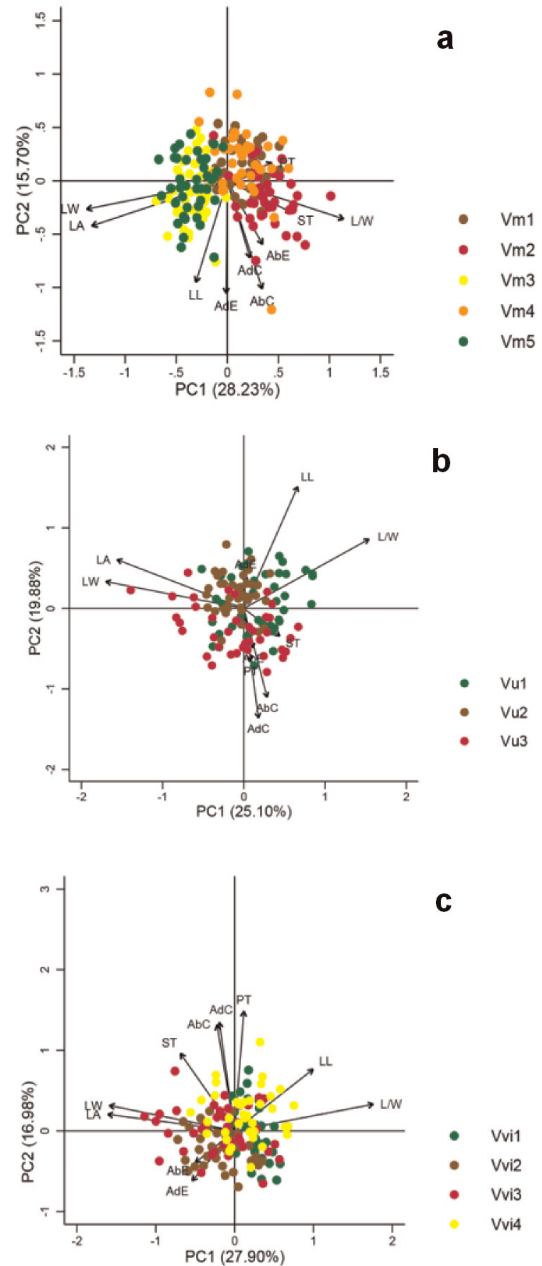 a
1.5
1
.5
0
-.5
-1
-1.5
PC2 (15.70%)
-1.5 -1 -.5 0 .5 1 1.5
PC1 (28.23%)
LW
LA
LL
AdE
AbC
AdC
AbE
ST
L/W
Vm1
Vm2
Vm3
Vm4
Vm5
b
2
1
0
-1
-2
PC2 (19.88%)
-2 -1 0 1 2
PC1 (25.10%)
LL
L/W
LA
LW
AdE
ST
AbC
AdC
Vu1
Vu2
Vu3
c
3
2
1
0
-1
PC2 (16.98%)
-2 -1 0 1 2
PC1 (27.90%)
PT
AdC
AbC
ST
LL
L/W
LW
LA
AbE
AdE
Vvi1
Vvi2
Vvi3
Vvi4